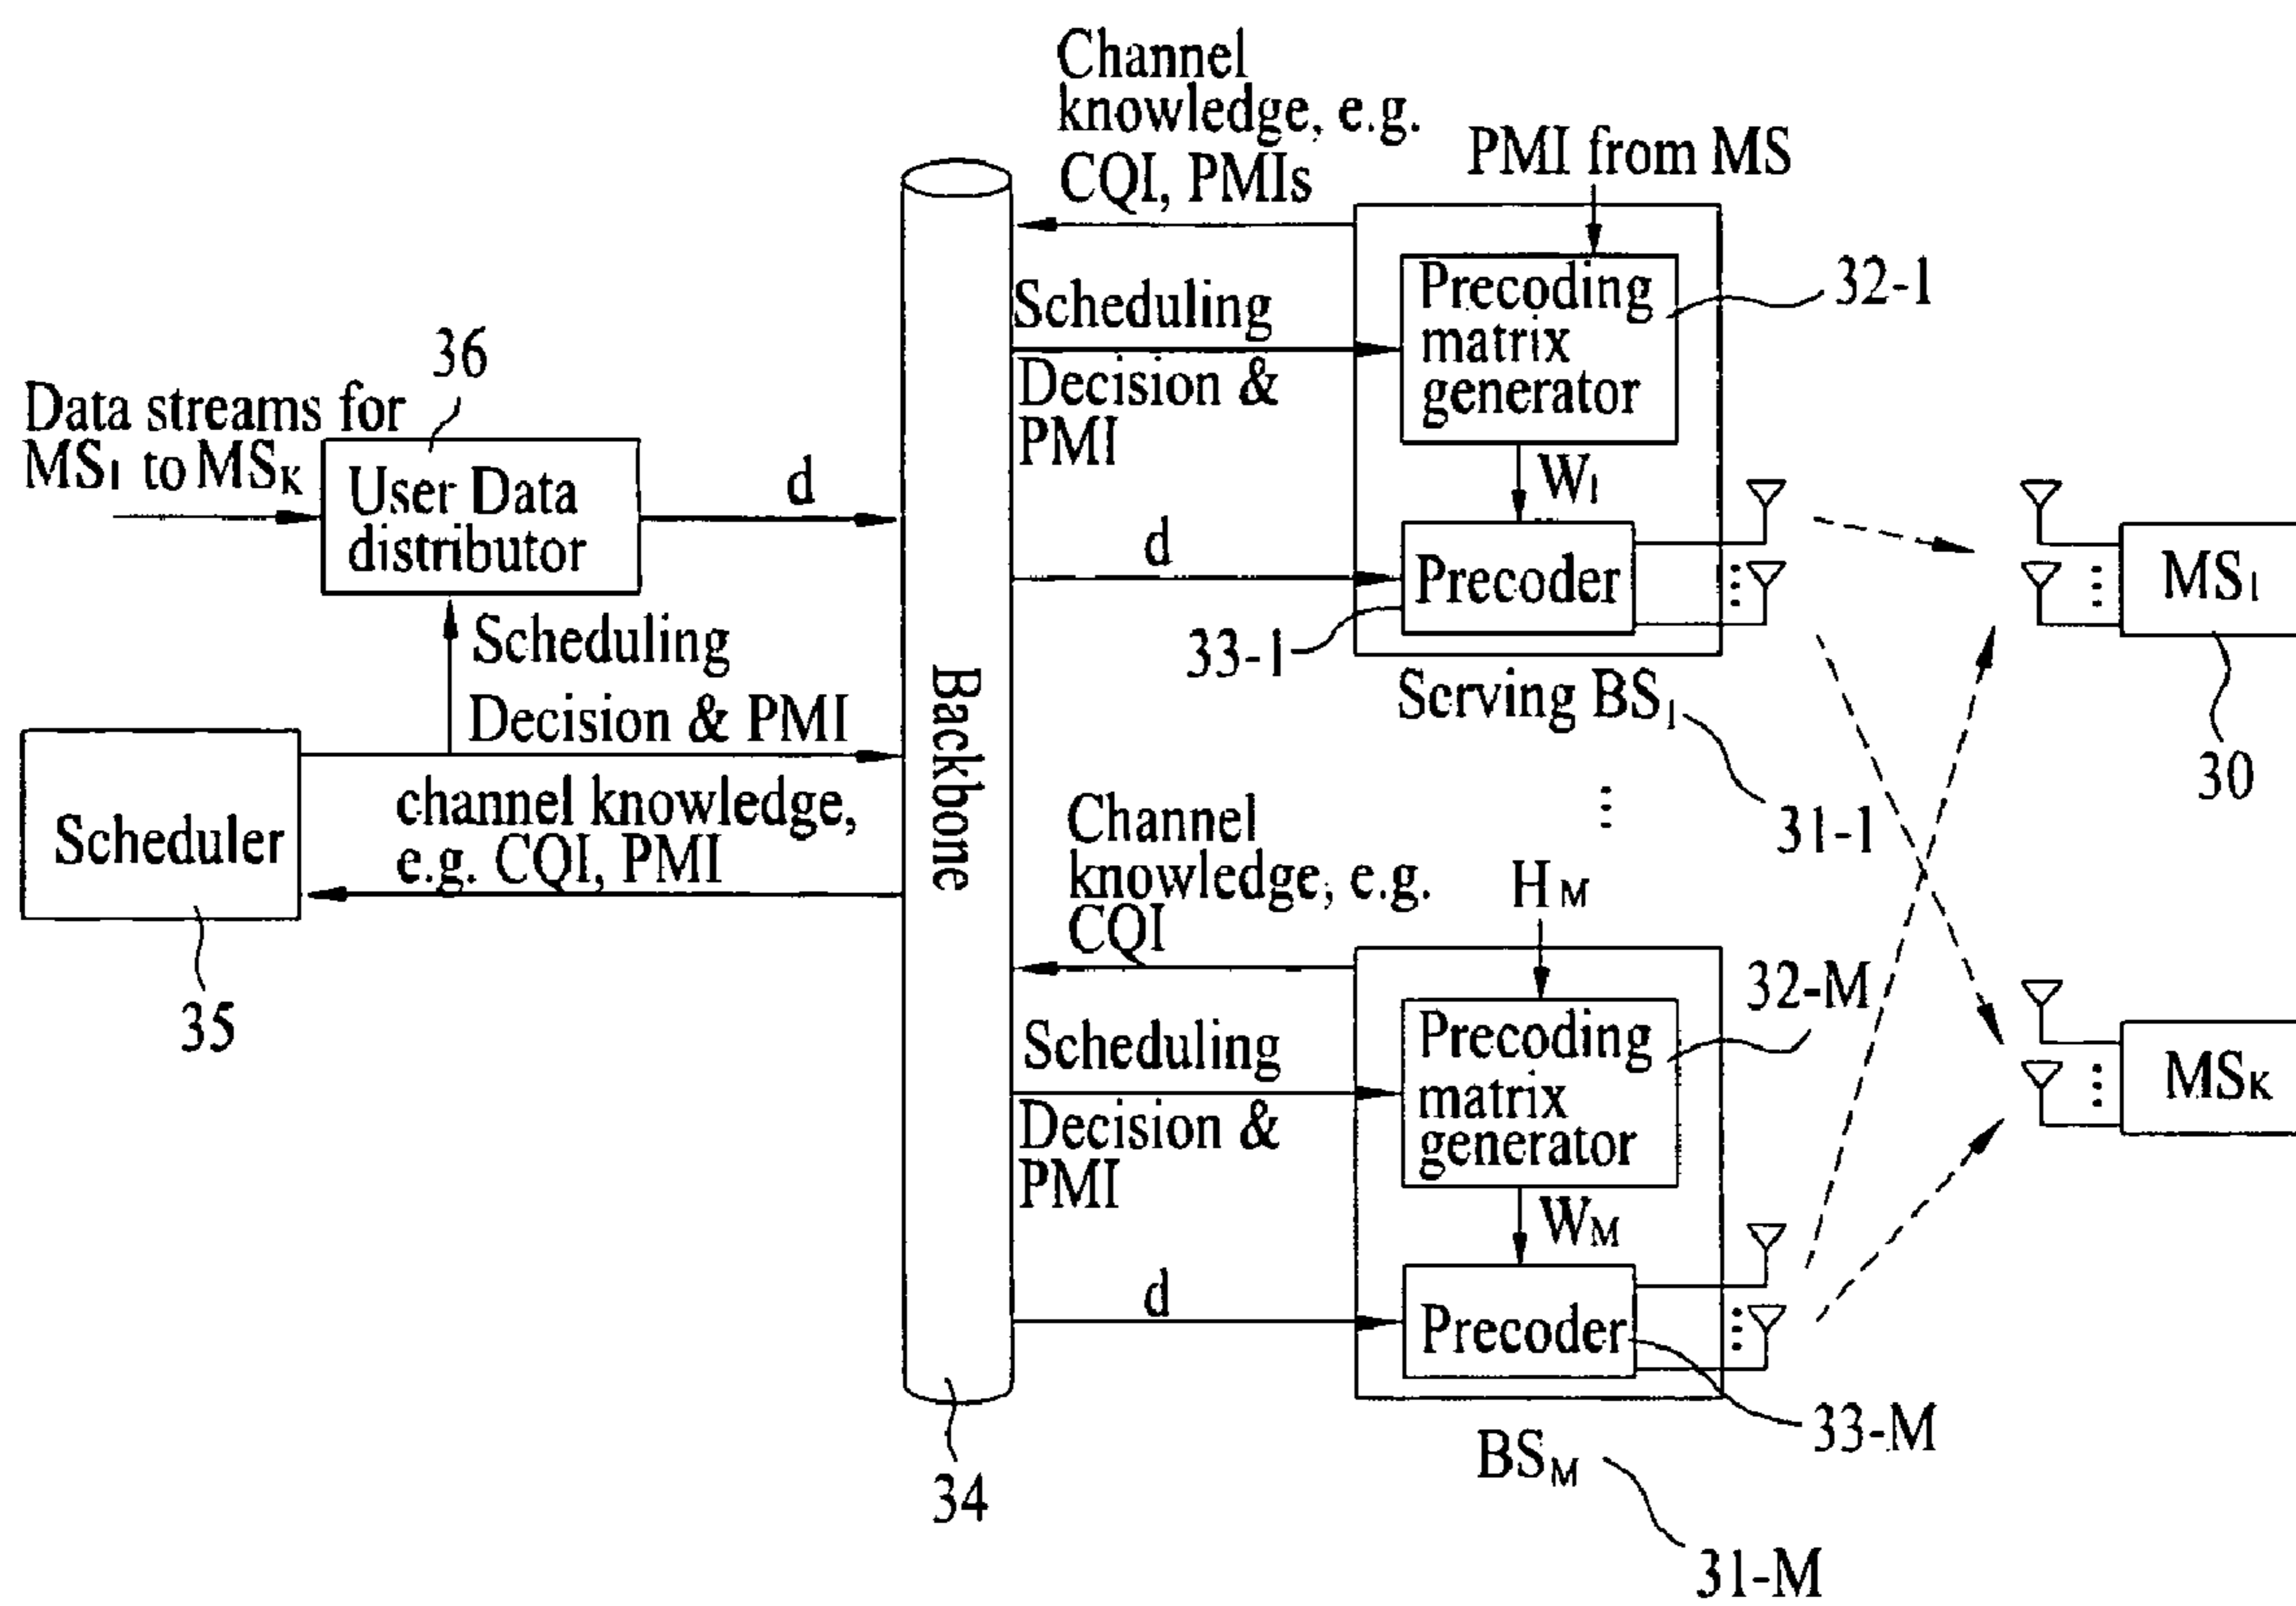 Channel
knowledge, e.g.
CQI, PMIs
PMI from MS
Precoding
matrix
generator
32-1
Scheduling
Decision &
PMI
W1
d
Precoder
33-1
Serving BS1
31-1
MS1
30
36
Data streams for
MS1 to MSK
User Data
distributor
d
Scheduling
Decision & PMI
Scheduler
35
channel knowledge,
e.g. CQI, PMI
Backbone
34
Channel
knowledge, e.g.
CQI
HM
Precoding
matrix
generator
32-M
Scheduling
Decision &
PMI
WM
d
Precoder
33-M
BSM
31-M
MSK